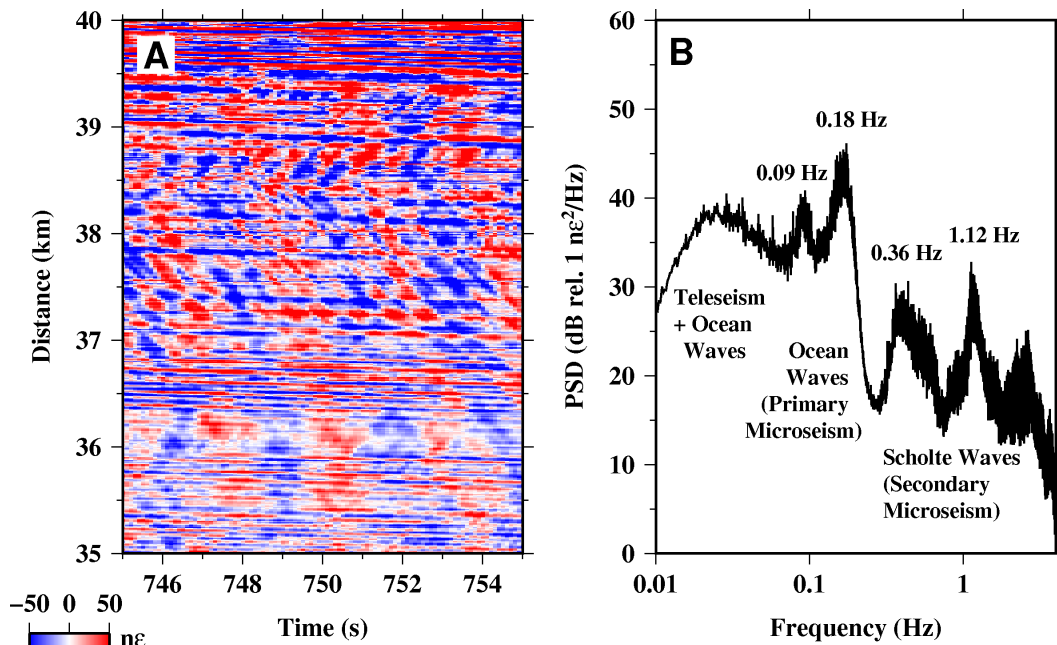 A
40
39
38
37
36
35
Distance (km)
746 748 750 752 754
Time (s)
−50 0 50
nε
B
60
50
40
30
20
10
0
PSD (dB rel. 1 nε²/Hz)
0.18 Hz
0.09 Hz
0.36 Hz
1.12 Hz
Teleseism
+ Ocean
Waves
Ocean
Waves
(Primary
Microseism)
Scholte Waves
(Secondary
Microseism)
0.01 0.1 1
Frequency (Hz)